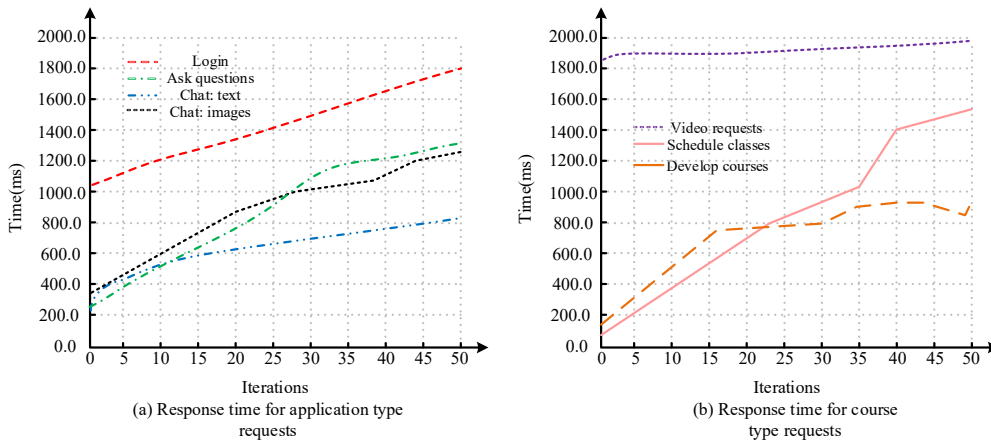 2000.0
1800.0
1600.0
1400.0
1200.0
1000.0
800.0
600.0
400.0
200.0
0.0
Time(ms)
Login
Ask questions
Chat: text
Chat: images
0 5 10 15 20 25 30 35 40 45 50
Iterations
(a) Response time for application type
requests
2000.0
1800.0
1600.0
1400.0
1200.0
1000.0
800.0
600.0
400.0
200.0
0.0
Time(ms)
Video requests
Schedule classes
Develop courses
0 5 10 15 20 25 30 35 40 45 50
Iterations
(b) Response time for course
type requests